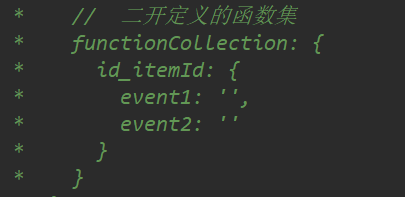 *    //  二开定义的函数集
*    functionCollection: {
*      id_itemId: {
*        event1: '',
*        event2: ''
*      }
*    }